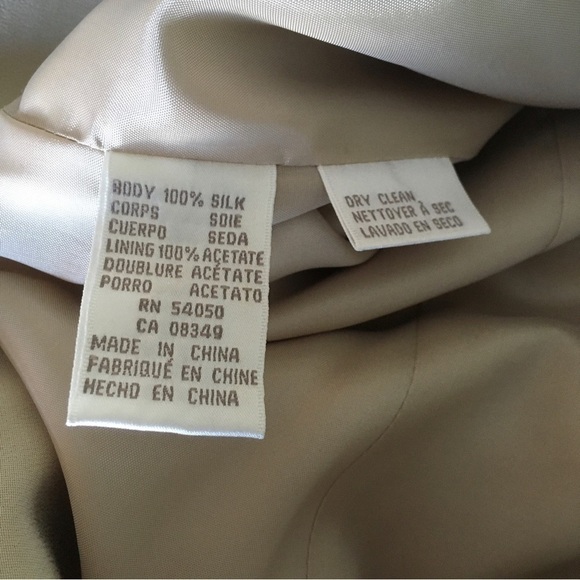 BODY 100% SILK
CORPS SOIE
CUERPO SEDA
LINING 100% ACETATE
DOUBLURE ACÉTATE
PORRO ACETATO
RN 54050
CA 08349
MADE IN CHINA
FABRIQUÉ EN CHINE
HECHO EN CHINA
DRY CLEAN
NETTOYER À SEC
LAVADO EN SECO